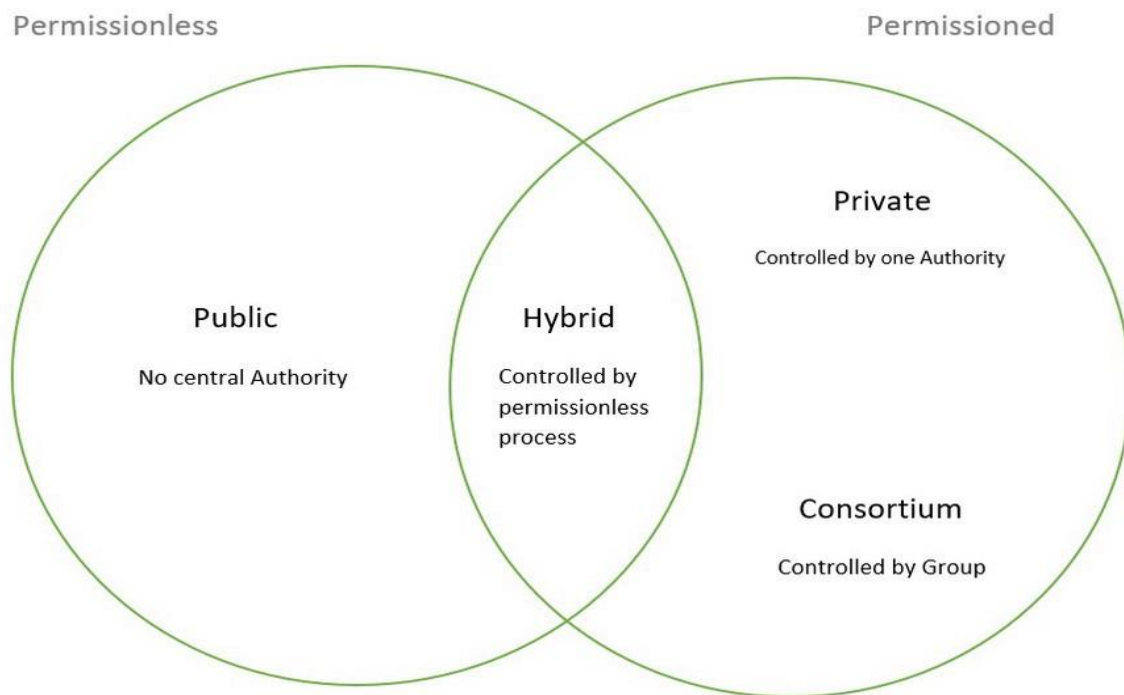 Permissionless
Permissioned
Public
No central Authority
Hybrid
Controlled by
permissionless
process
Private
Controlled by one Authority
Consortium
Controlled by Group